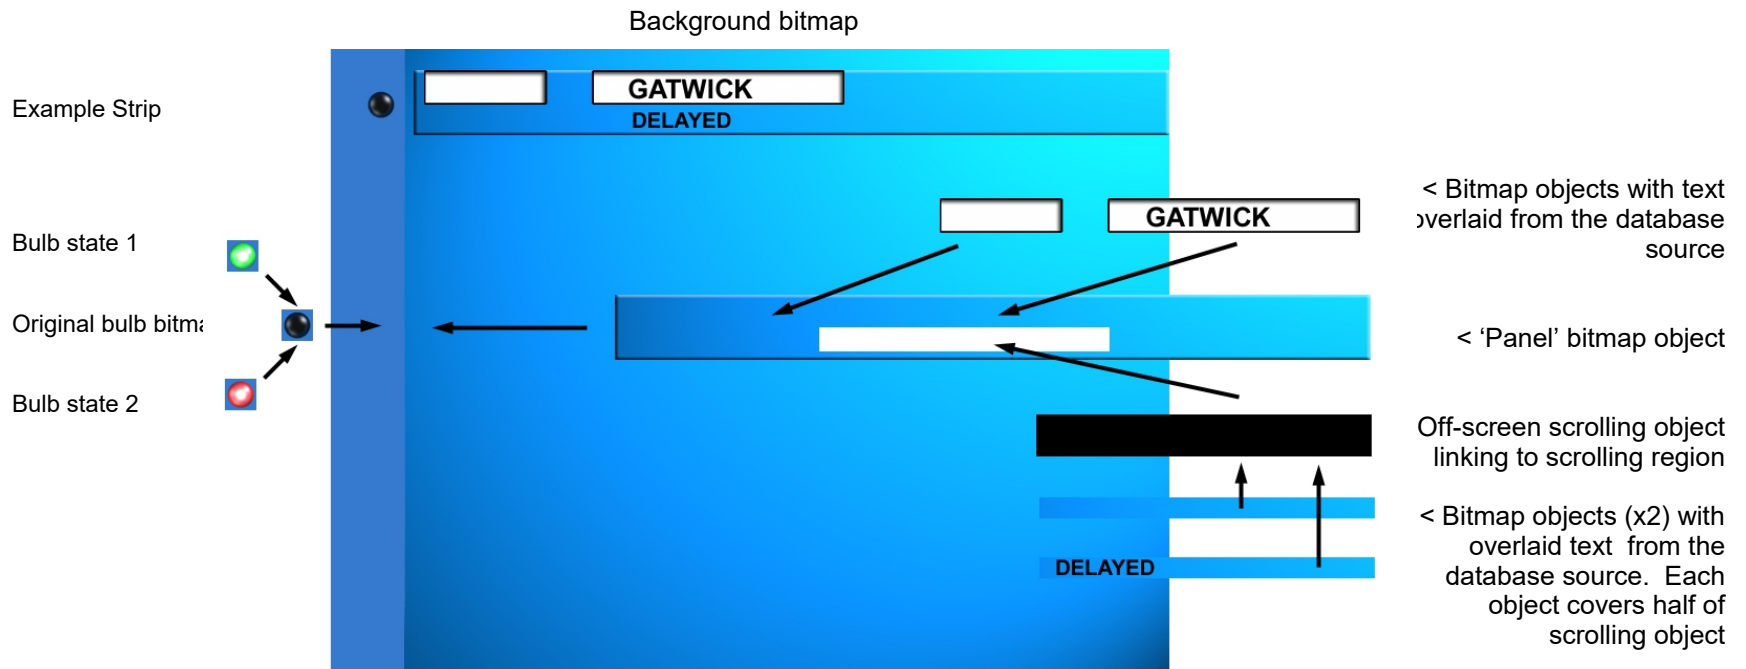 Background bitmap
GATWICK
Example Strip
DELAYED
< Bitmap objects with text
overlaid from the database
source
GATWICK
Bulb state 1
Original bulb bitma
< ‘Panel’ bitmap object
Bulb state 2
Off-screen scrolling object
linking to scrolling region
< Bitmap objects (x2) with
overlaid text from the
database source. Each
object covers half of
scrolling object
DELAYED